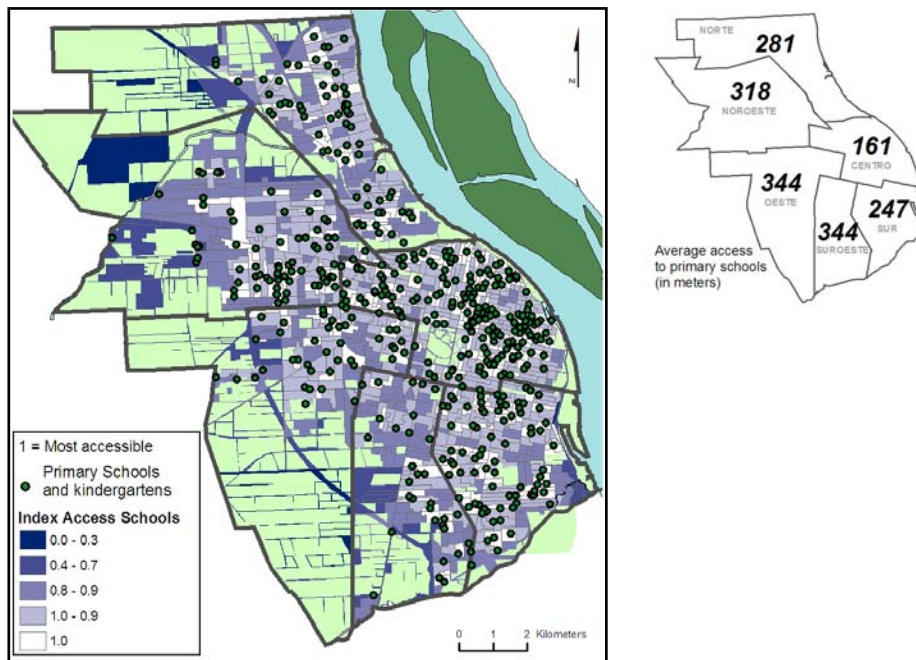 N
1 = Most accessible
Primary Schools
and kindergartens
Index Access Schools
0.0 - 0.3
0.4 - 0.7
0.8 - 0.9
1.0 - 0.9
1.0
0 1 2 Kilometers
NORTE
281
318
NOROESTE
161
CENTRO
344
OESTE
247
SUR
344
SUROESTE
Average access
to primary schools
(in meters)